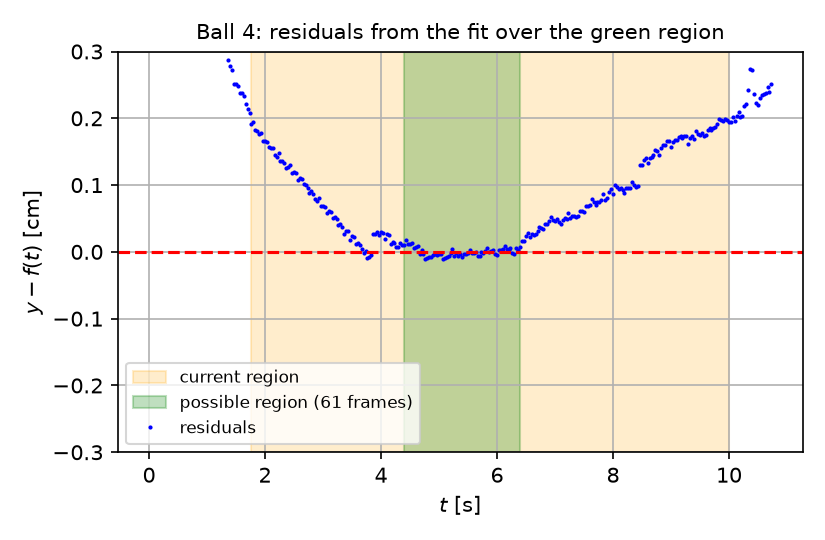 Ball 4: residuals from the fit over the green region
0.3
0.2
0.1
0.0
−0.1
−0.2
−0.3
y − f(t) [cm]
current region
possible region (61 frames)
residuals
0 2 4 6 8 10
t [s]